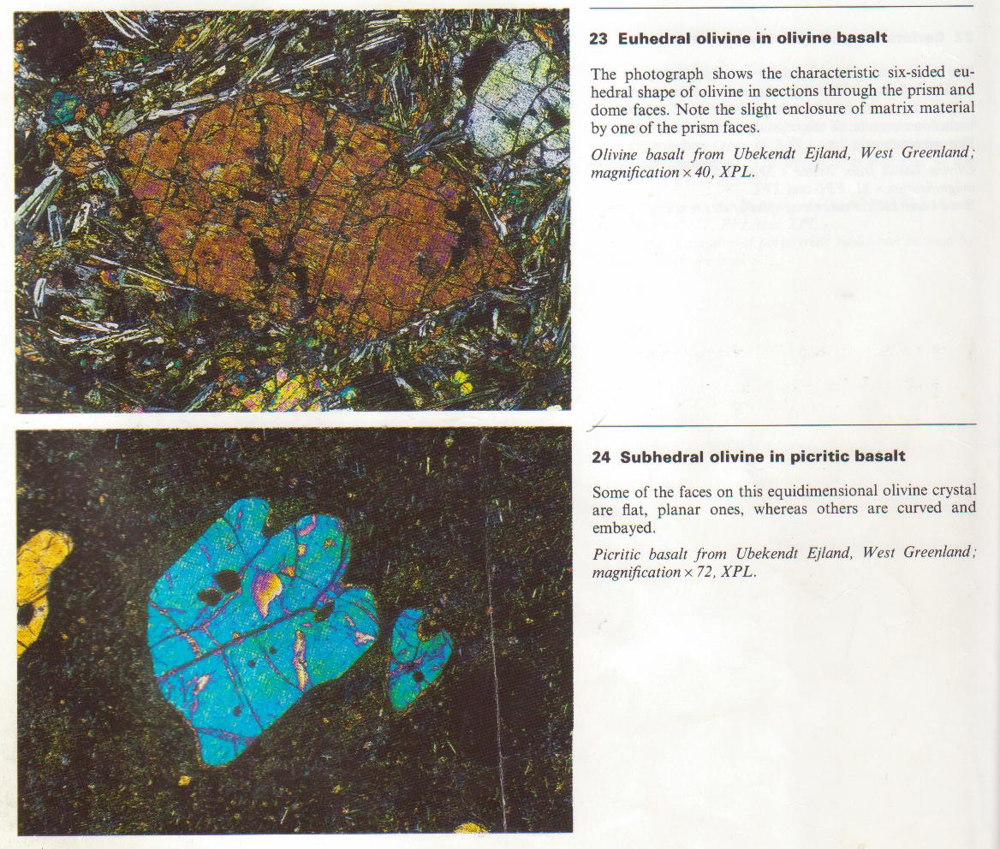 23 Euhedral olivine in olivine basalt
The photograph shows the characteristic six-sided eu-
hedral shape of olivine in sections through the prism and
dome faces. Note the slight enclosure of matrix material
by one of the prism faces.
Olivine basalt from Ubekendt Ejland, West Greenland;
magnification × 40, XPL.
24 Subhedral olivine in picritic basalt
Some of the faces on this equidimensional olivine crystal
are flat, planar ones, whereas others are curved and
embayed.
Picritic basalt from Ubekendt Ejland, West Greenland;
magnification × 72, XPL.